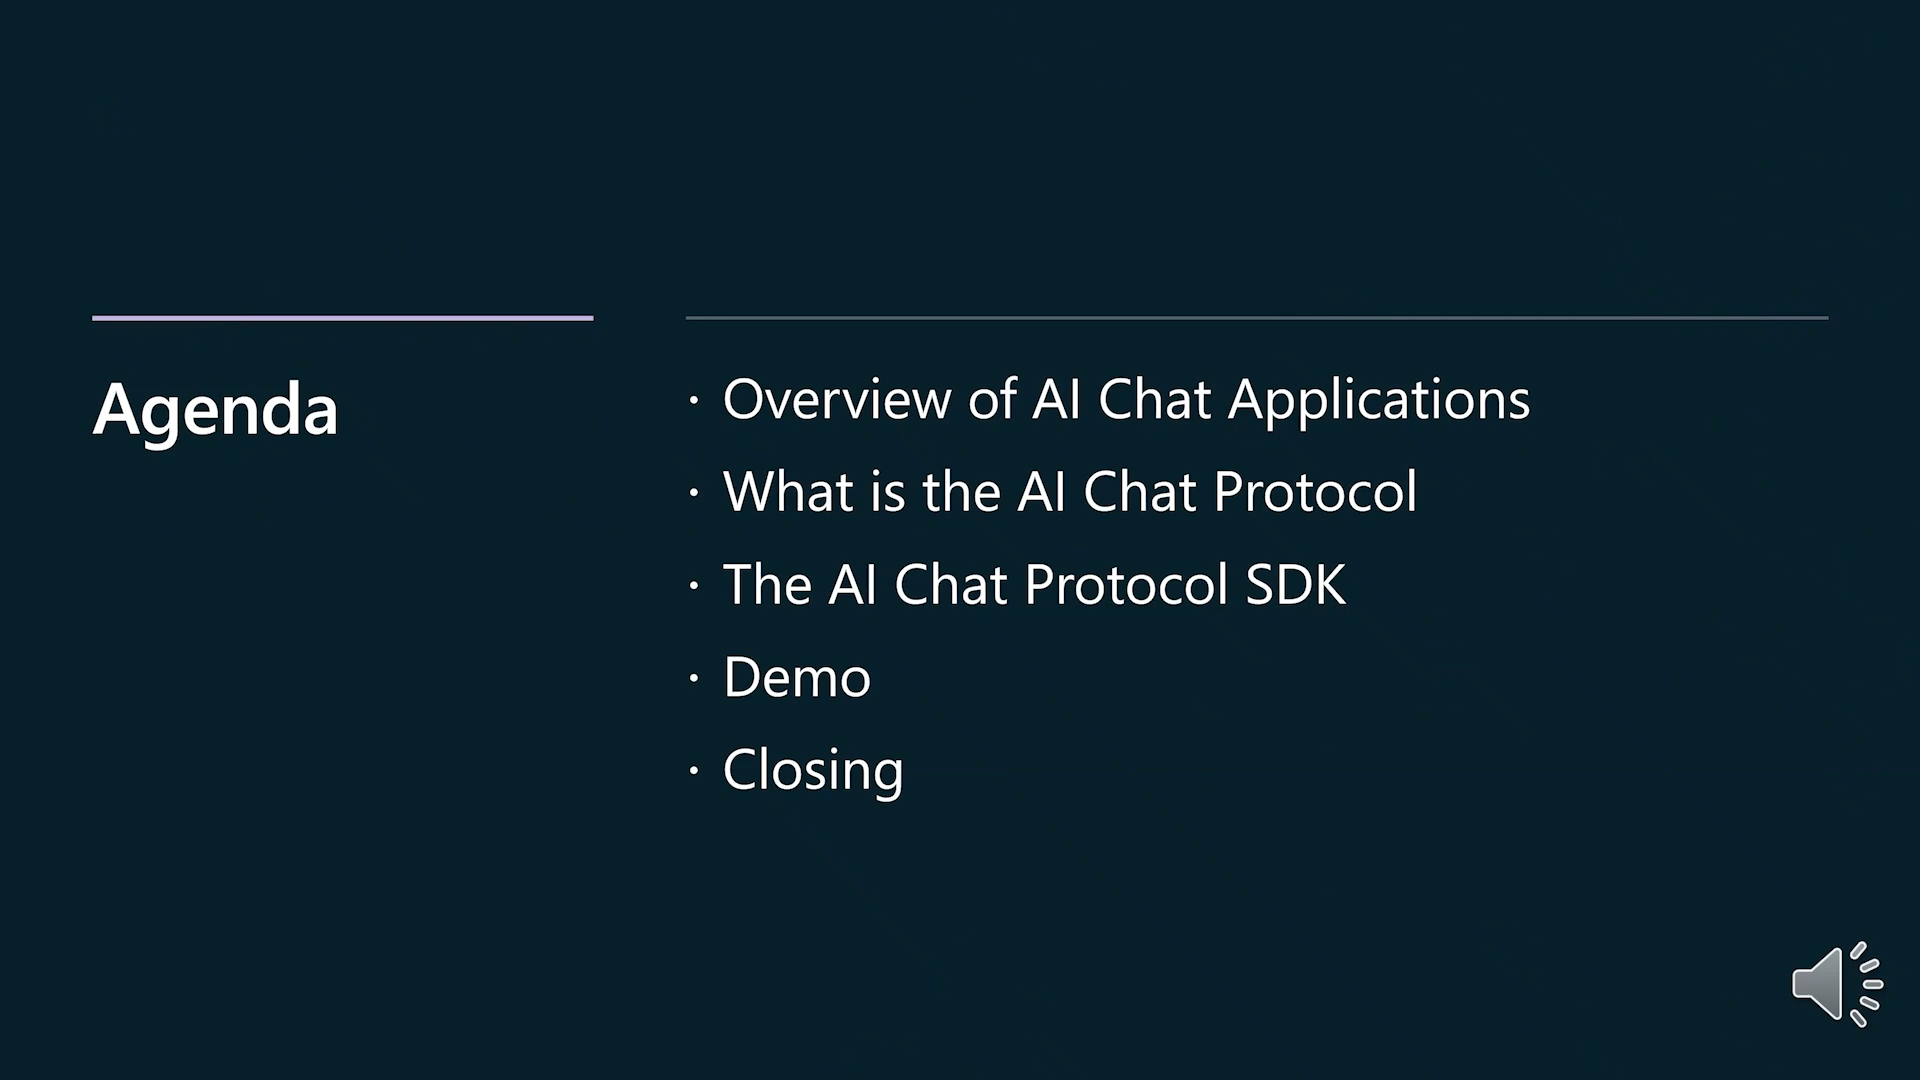 Agenda
· Overview of AI Chat Applications
· What is the AI Chat Protocol
· The AI Chat Protocol SDK
· Demo
· Closing